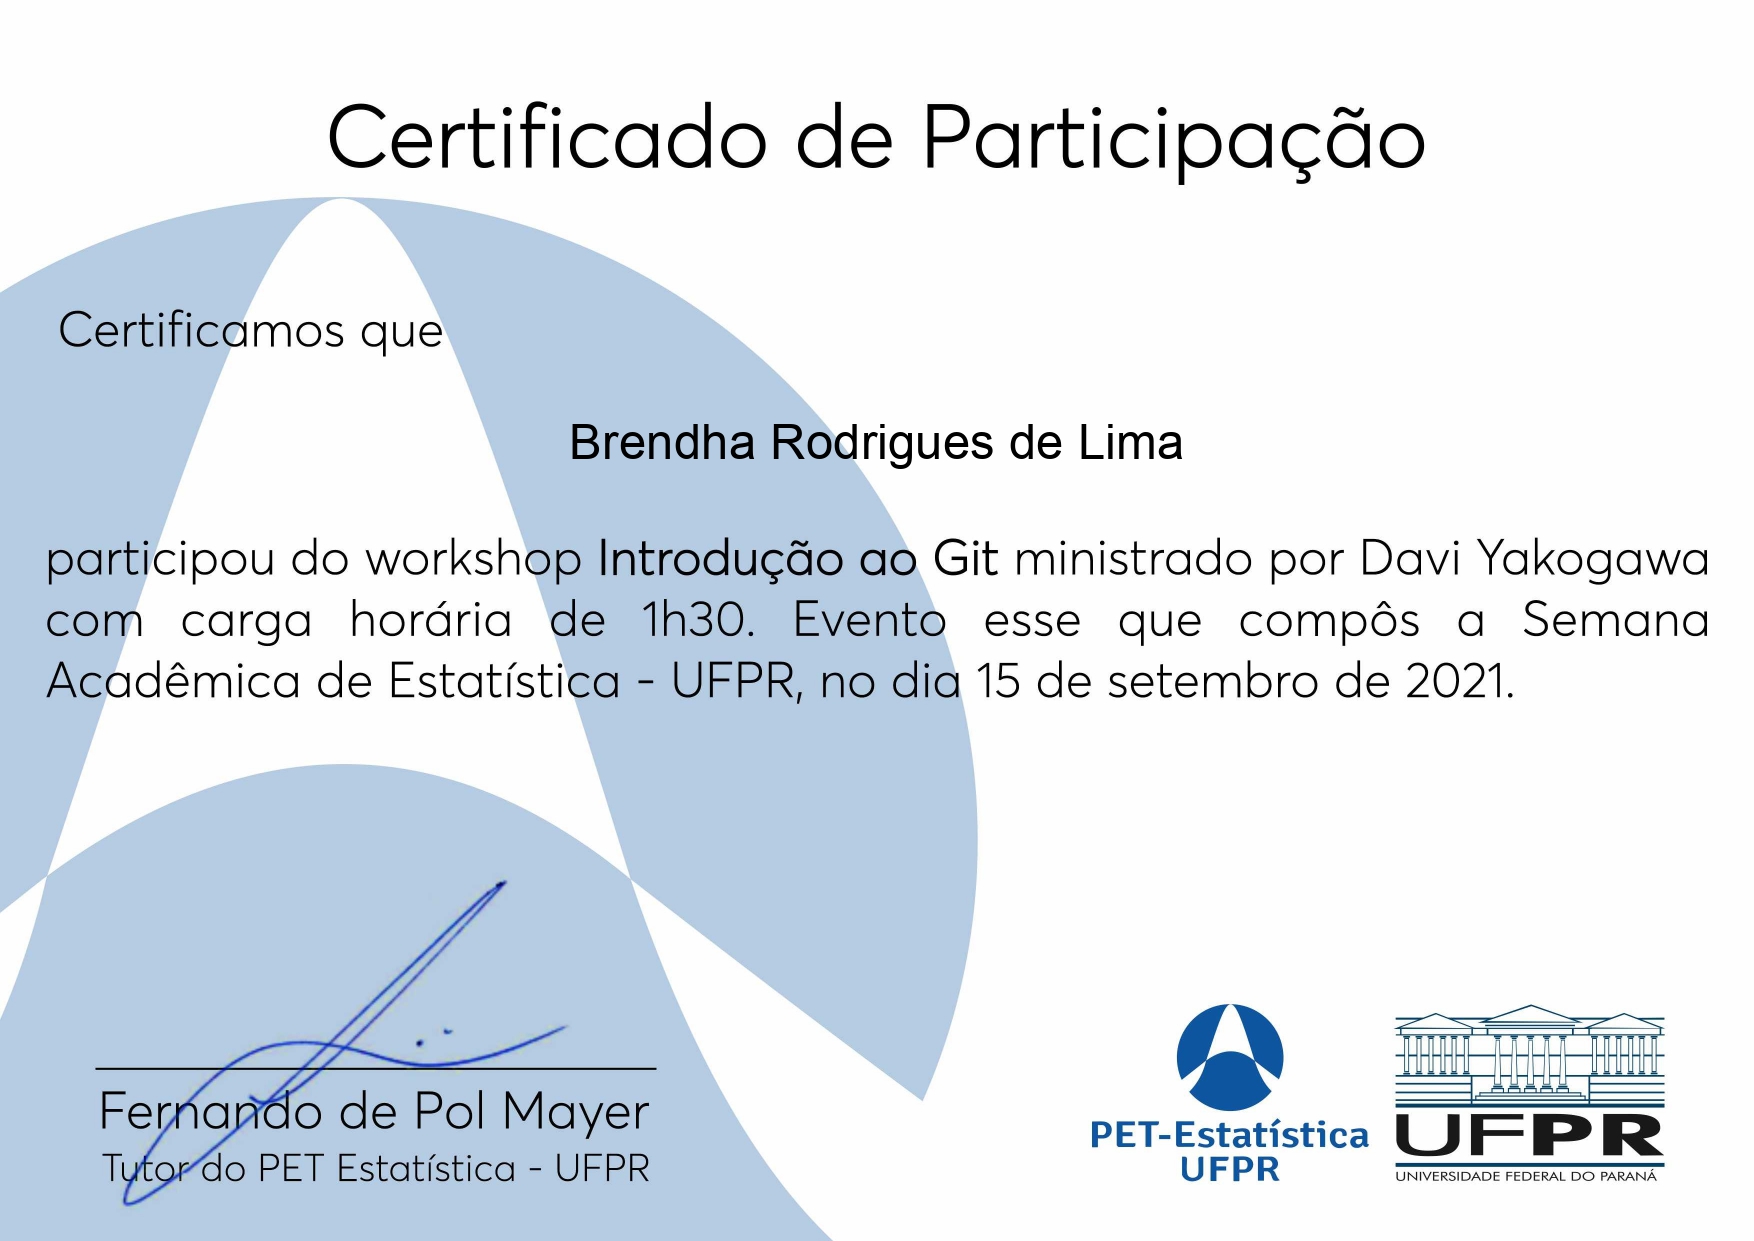 Certificado de Participação
Certificamos que
Brendha Rodrigues de Lima
participou do workshop Introdução ao Git ministrado por Davi Yakogawa
com carga horária de 1h30. Evento esse que compôs a Semana
Acadêmica de Estatística - UFPR, no dia 15 de setembro de 2021.
Fernando de Pol Mayer
Tutor do PET Estatística - UFPR
PET-Estatística
UFPR
UFPR
UNIVERSIDADE FEDERAL DO PARANÁ